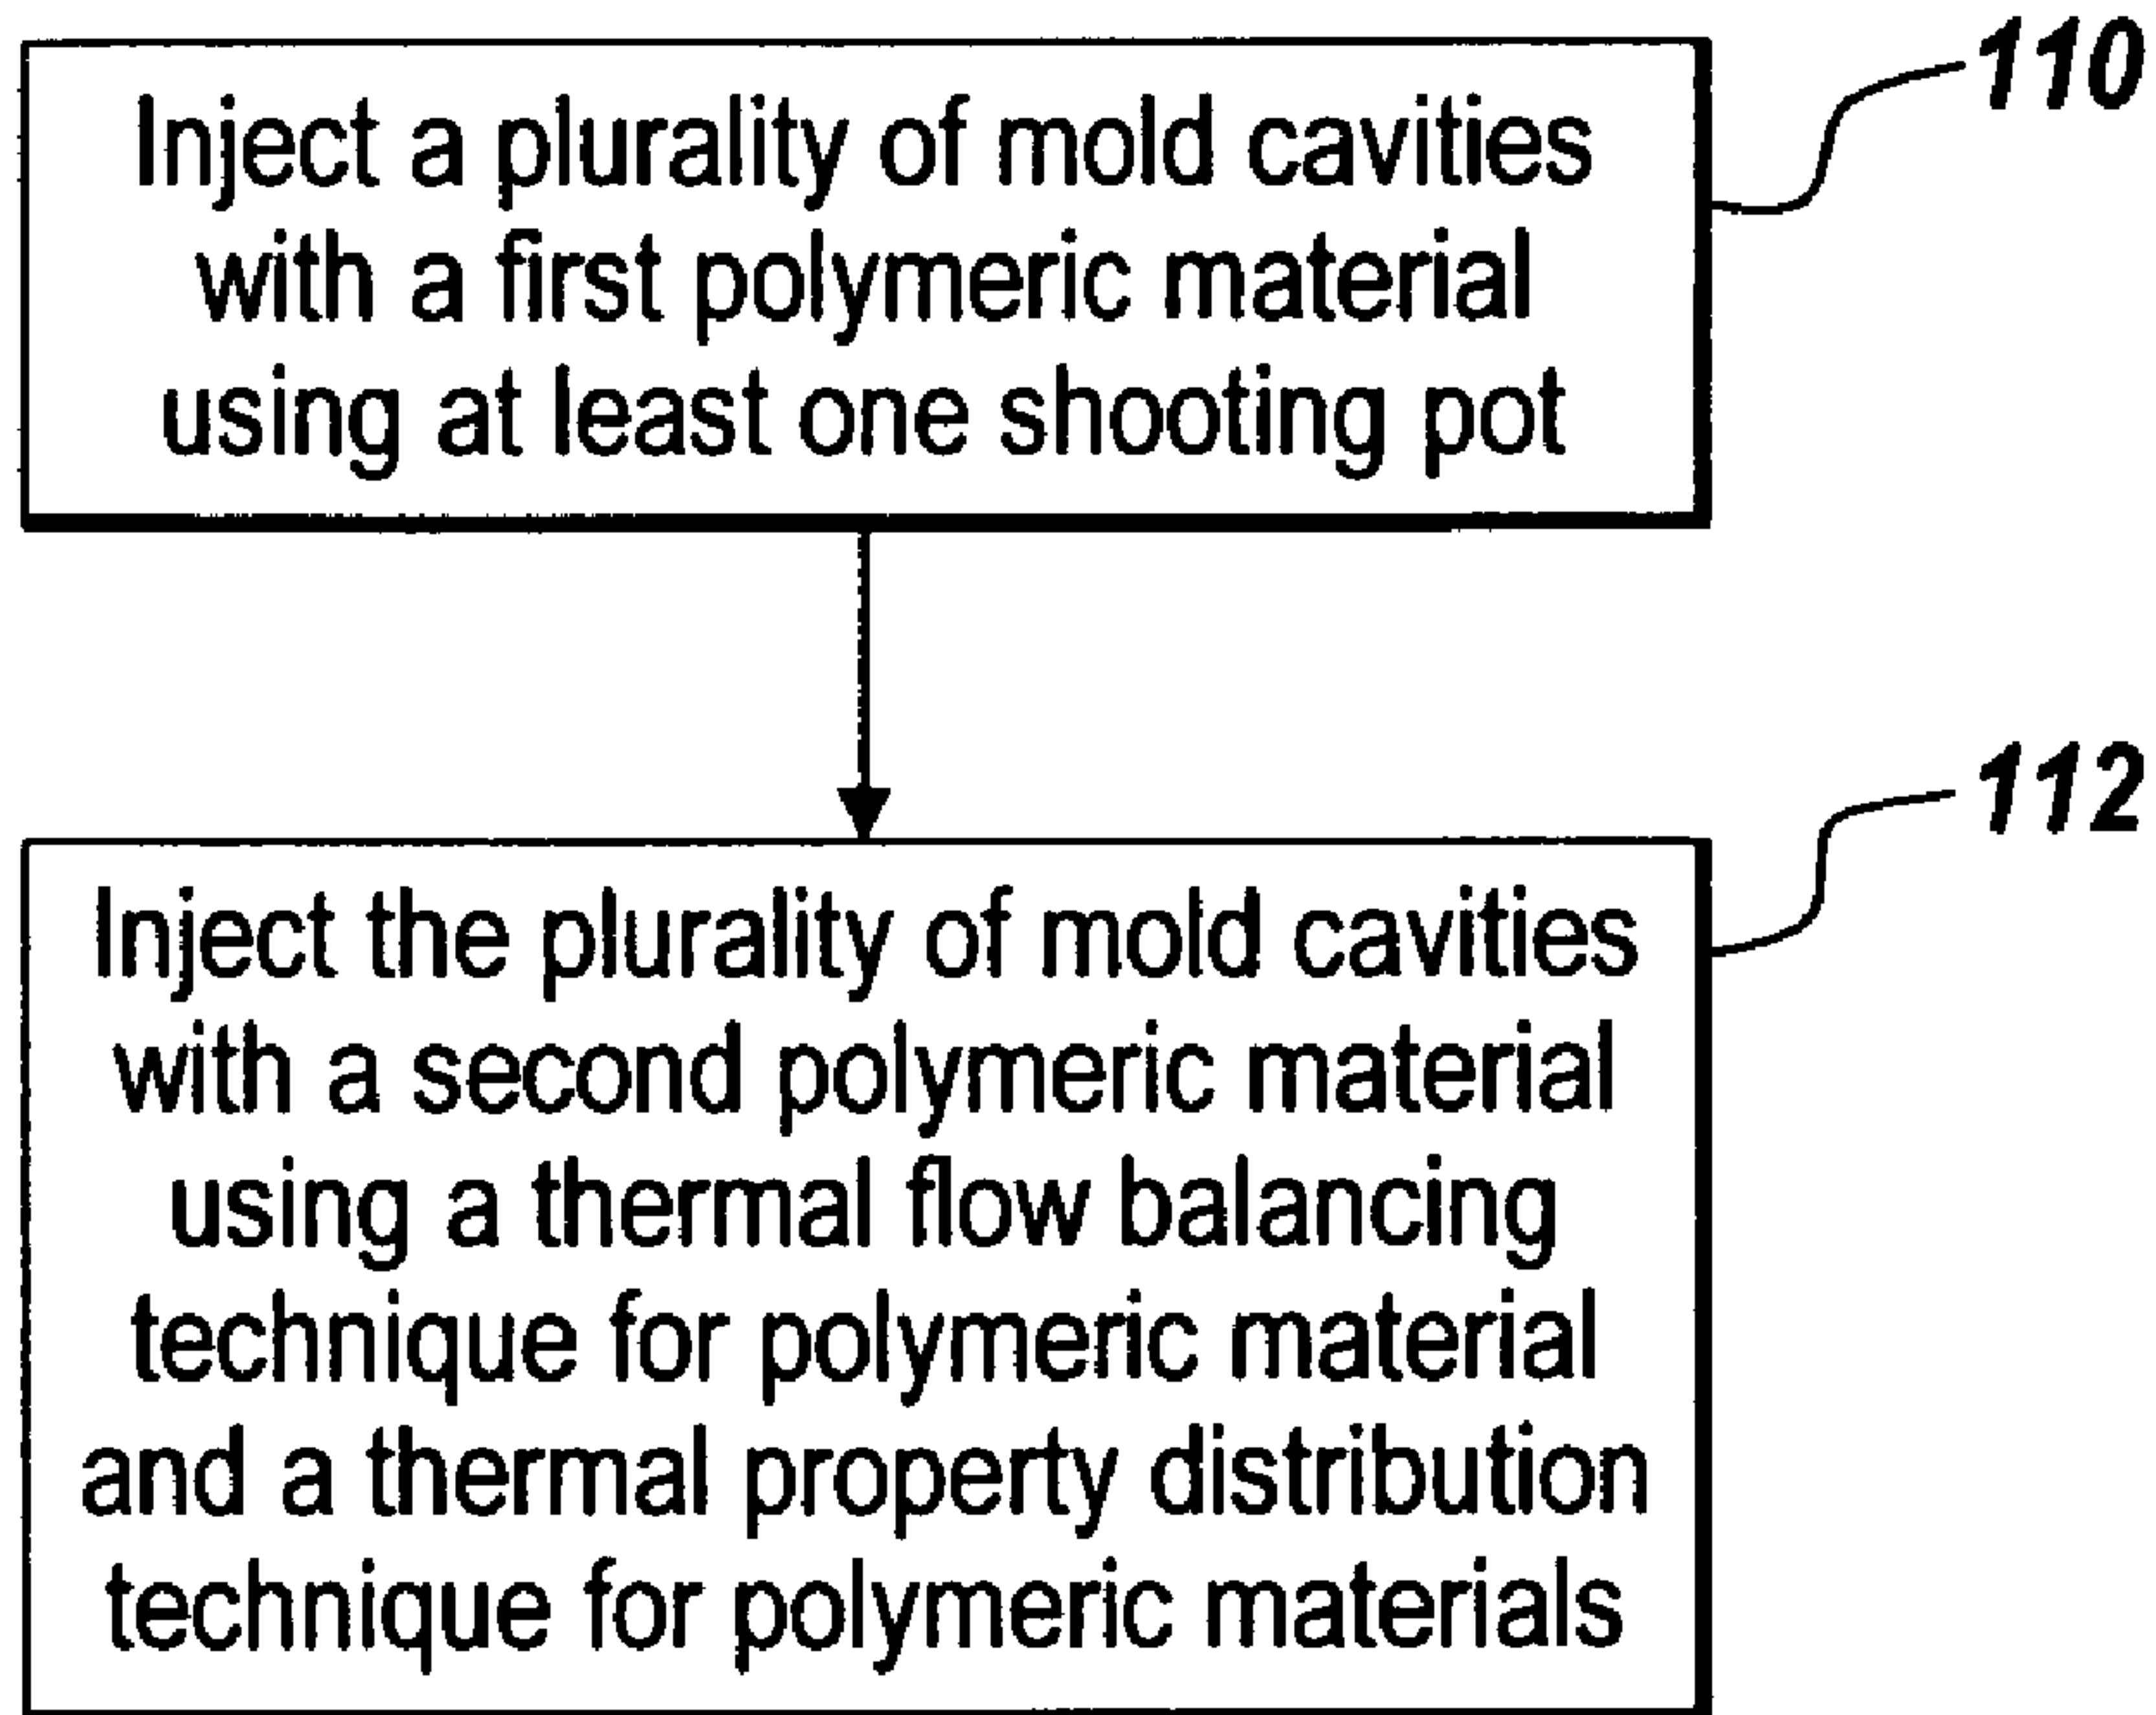 110
Inject a plurality of mold cavities
with a first polymeric material
using at least one shooting pot
112
Inject the plurality of mold cavities
with a second polymeric material
using a thermal flow balancing
technique for polymeric material
and a thermal property distribution
technique for polymeric materials